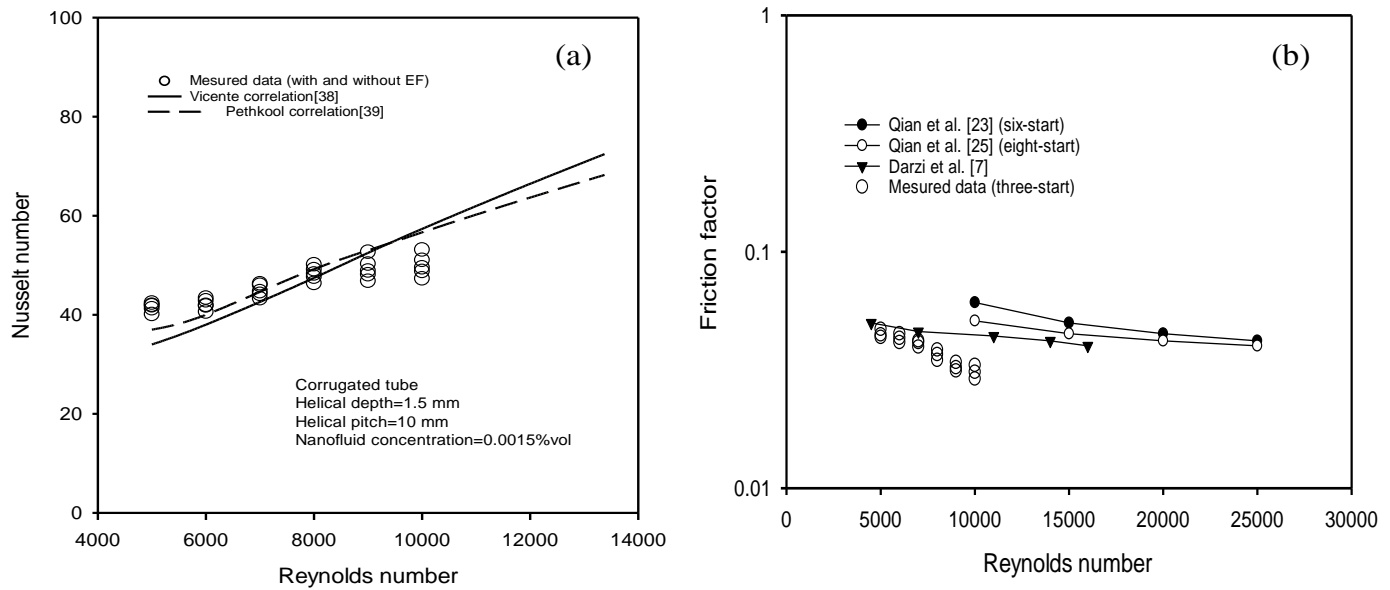 (a)
Mesured data (with and without EF)
Vicente correlation[38]
Pethkool correlation[39]
Corrugated tube
Helical depth=1.5 mm
Helical pitch=10 mm
Nanofluid concentration=0.0015%vol
Nusselt number
100
80
60
40
20
0
4000 6000 8000 10000 12000 14000
Reynolds number
(b)
Qian et al. [23] (six-start)
Qian et al. [25] (eight-start)
Darzi et al. [7]
Mesured data (three-start)
Friction factor
1
0.1
0.01
0 5000 10000 15000 20000 25000 30000
Reynolds number